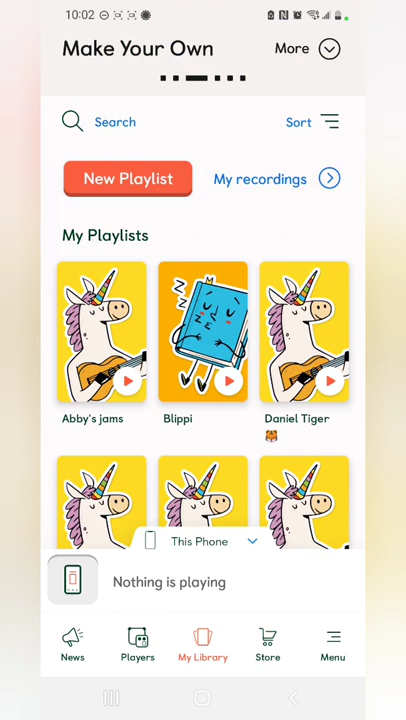 10:02
Make Your Own
More
Search
Sort
New Playlist
My recordings
My Playlists
Z
Z
Z
Z
Z
Z
Abby's jams
Blippi
Daniel Tiger
🐯
This Phone
Nothing is playing
News
Players
My Library
Store
Menu